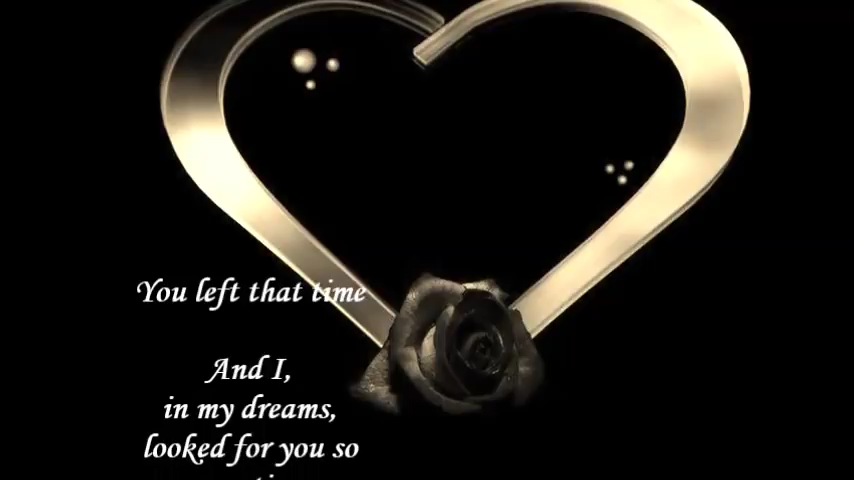 You left that time
And I,
in my dreams,
looked for you so